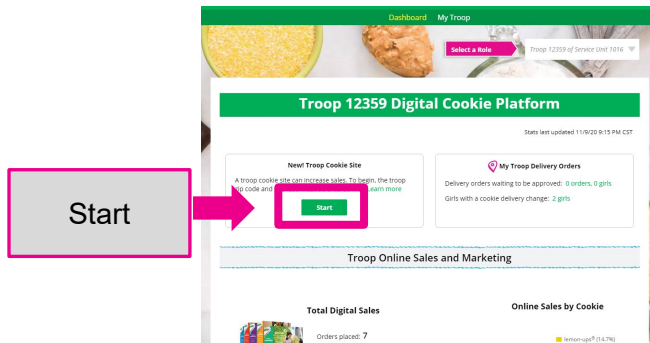 Dashboard My Troop
Select a Role
Troop 12359 of Service Unit 1016
Troop 12359 Digital Cookie Platform
Stats last updated 11/9/20 9:15 PM CST
New! Troop Cookie Site
A troop cookie site can increase sales. To begin, the troop
zip code and
Learn more
Start
My Troop Delivery Orders
Delivery orders waiting to be approved: 0 orders, 0 girls
Girls with a cookie delivery change: 2 girls
Start
Troop Online Sales and Marketing
Total Digital Sales
Orders placed: 7
Online Sales by Cookie
lemon-ups® (14.7%)